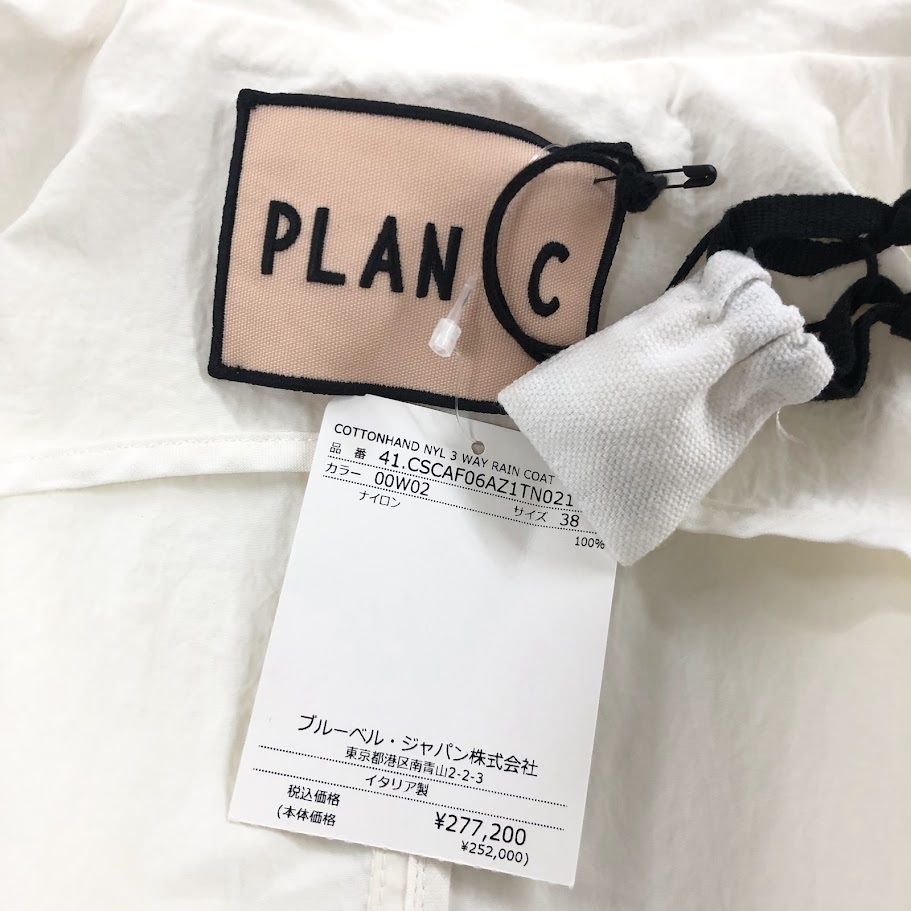 PLAN C
COTTONHAND NYL 3 WAY RAIN COAT
品 番 41.CSCAF06AZ1TN021
カラー 00W02 サイズ 38
ナイロン 100%
ブルーベル・ジャパン株式会社
東京都港区南青山2-2-3
イタリア製
税込価格 ¥277,200
(本体価格 ¥252,000)